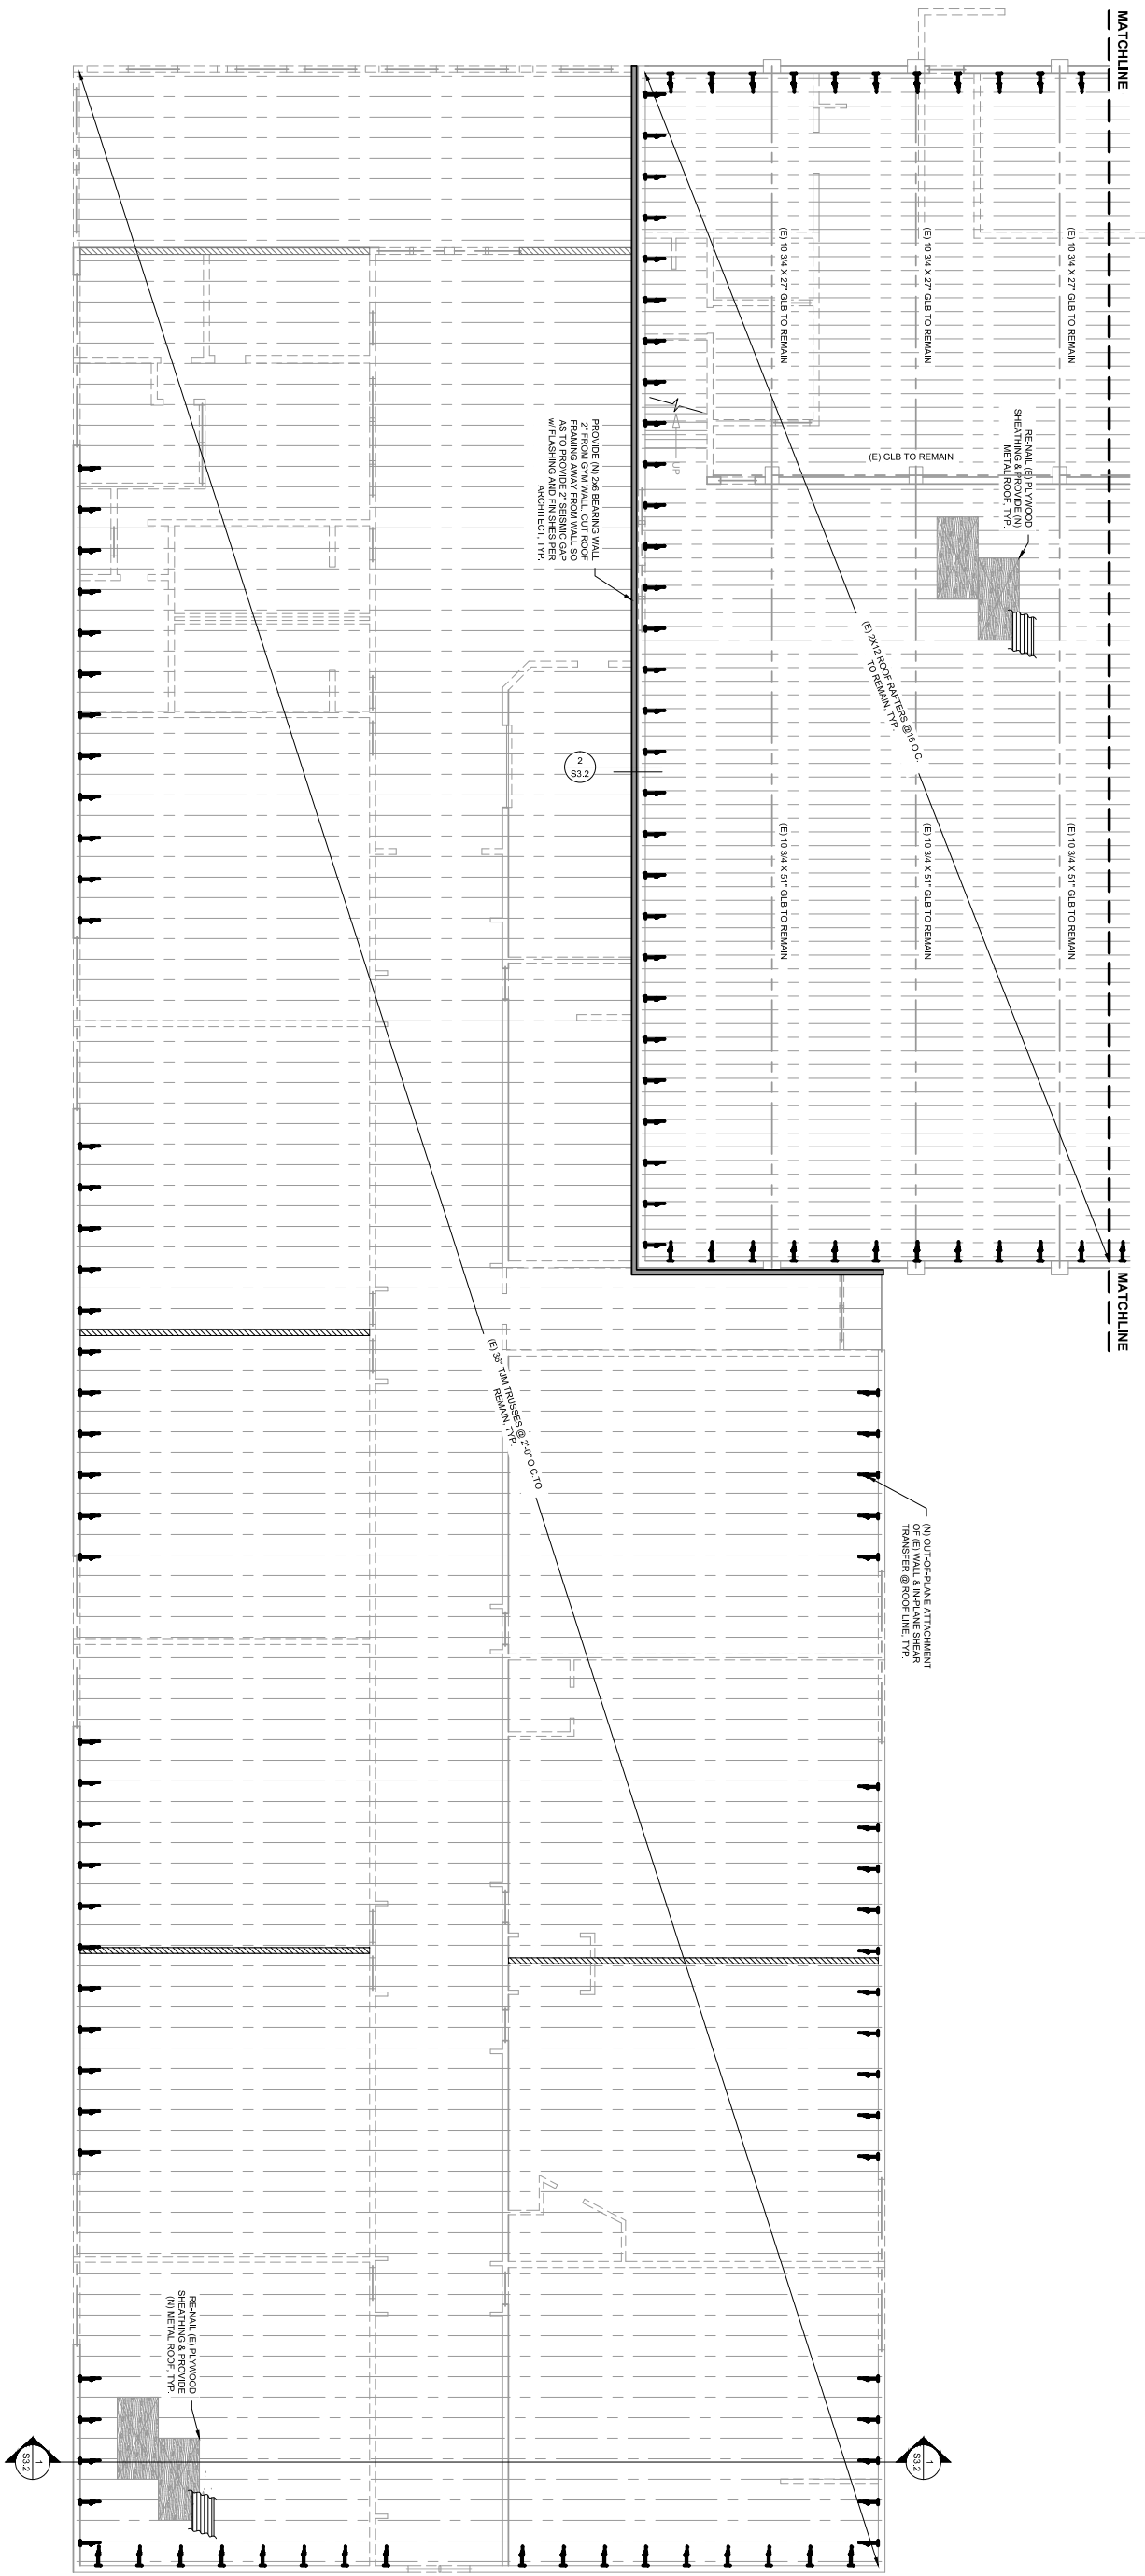 MATCHLINE
MATCHLINE
(E) 10 3/4 X 27" GLB TO REMAIN
(E) 10 3/4 X 27" GLB TO REMAIN
(E) 10 3/4 X 27" GLB TO REMAIN
RE-NAIL (E) PLYWOOD
SHEATHING & PROVIDE (N)
METAL ROOF, TYP.
(E) GLB TO REMAIN
UP
PROVIDE (N) 2x6 BEARING WALL
2" FROM GYM WALL. CUT ROOF
FRAMING AWAY FROM WALL SO
AS TO PROVIDE 2" SEISMIC GAP
W/ FLASHING AND FINISHES PER
ARCHITECT, TYP.
(E) 2X12 ROOF RAFTERS @16 O.C.
TO REMAIN, TYP.
2
S3.2
(E) 10 3/4 X 51" GLB TO REMAIN
(E) 10 3/4 X 51" GLB TO REMAIN
(E) 10 3/4 X 51" GLB TO REMAIN
(E) 36" TJM TRUSSES @ 2'-0" O.C.TO
REMAIN, TYP.
(N) OUT-OF-PLANE ATTACHMENT
OF (E) WALL & IN-PLANE SHEAR
TRANSFER @ ROOF LINE, TYP.
RE-NAIL (E) PLYWOOD
SHEATHING & PROVIDE
(N) METAL ROOF, TYP.
1
S3.2
1
S3.2